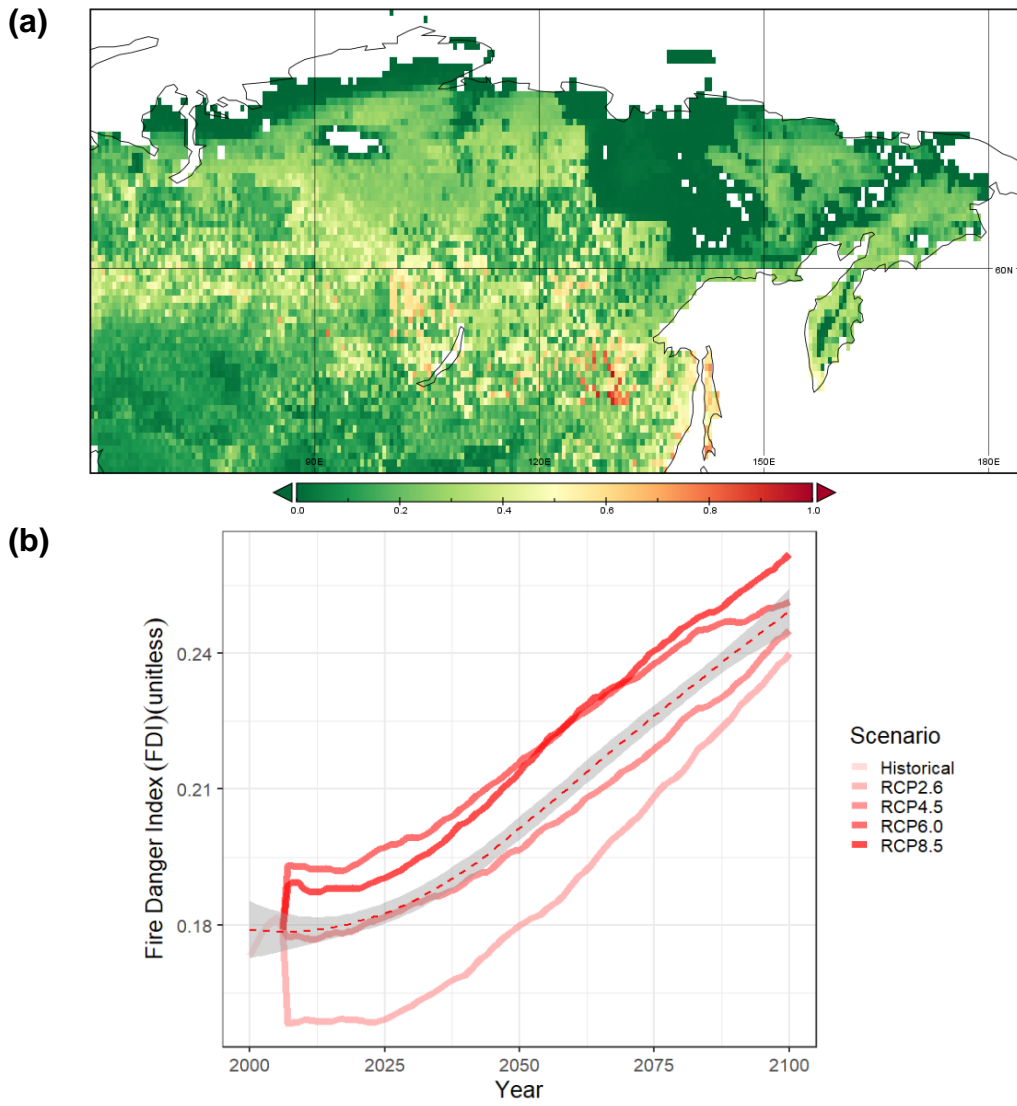 (a)
60N
90E
120E
150E
180E
0.0
0.2
0.4
0.6
0.8
1.0
(b)
Fire Danger Index (FDI)(unitless)
0.24
0.21
0.18
2000
2025
2050
2075
2100
Year
Scenario
Historical
RCP2.6
RCP4.5
RCP6.0
RCP8.5